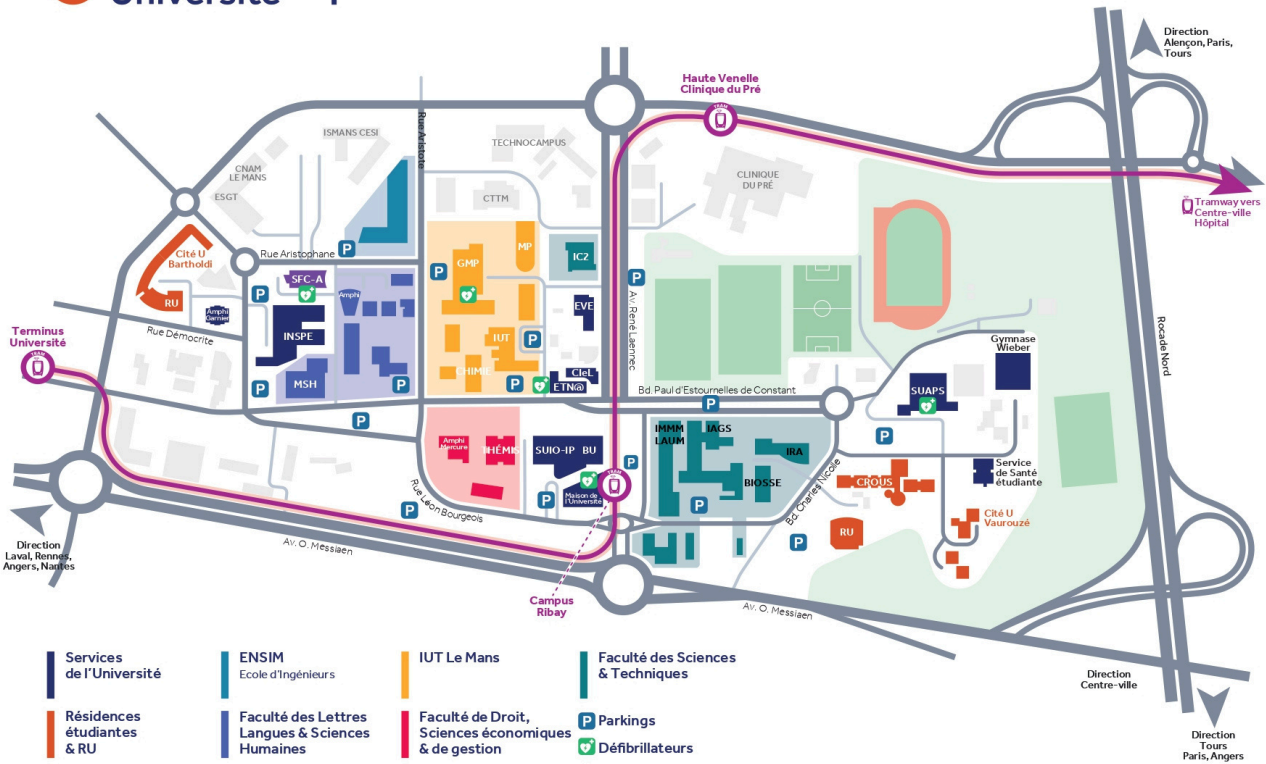 Université
Direction
Alençon, Paris,
Tours
Haute Venelle
Clinique du Pré
ISMANS CESI
Rue Aristote
TECHNOCAMPUS
CNAM
LE MANS
ESGT
CLINIQUE
DU PRÉ
CTTM
Tramway vers
Centre-ville
Hôpital
Cité U
Bartholdi
Rue Aristophane
P
MP
IC2
GMP
P
P
SFC-A
RU
P
Amphi
Amphi
Garnier
EVE
Av. René Laennec
Rocade Nord
Terminus
Université
TRAM
Rue Démocrite
INSPE
IUT
P
Gymnase
Wieber
CHIMIE
CleL
ETN@
P
MSH
P
P
Bd. Paul d'Estournelles de Constant
SUAPS
P
P
IMMM
LAUM
IAGS
Amphi
Mercure
THÉMIS
SUIO-IP BU
IRA
P
P
BIOSSE
Service
de Santé
étudiante
CROUS
Maison de
l'Université
TRAM
P
P
Bd. Charles Nicolle
Rue Léon Bourgeois
P
RU
Cité U
Vaurouzé
P
Direction
Laval, Rennes,
Angers, Nantes
Av. O. Messiaen
Campus
Ribay
Av. O. Messiaen
Direction
Centre-ville
Direction
Tours
Paris, Angers
Services
de l'Université
ENSIM
Ecole d'Ingénieurs
IUT Le Mans
Faculté des Sciences
& Techniques
Résidences
étudiantes
& RU
Faculté des Lettres
Langues & Sciences
Humaines
Faculté de Droit,
Sciences économiques
& de gestion
P Parkings
Défibrillateurs